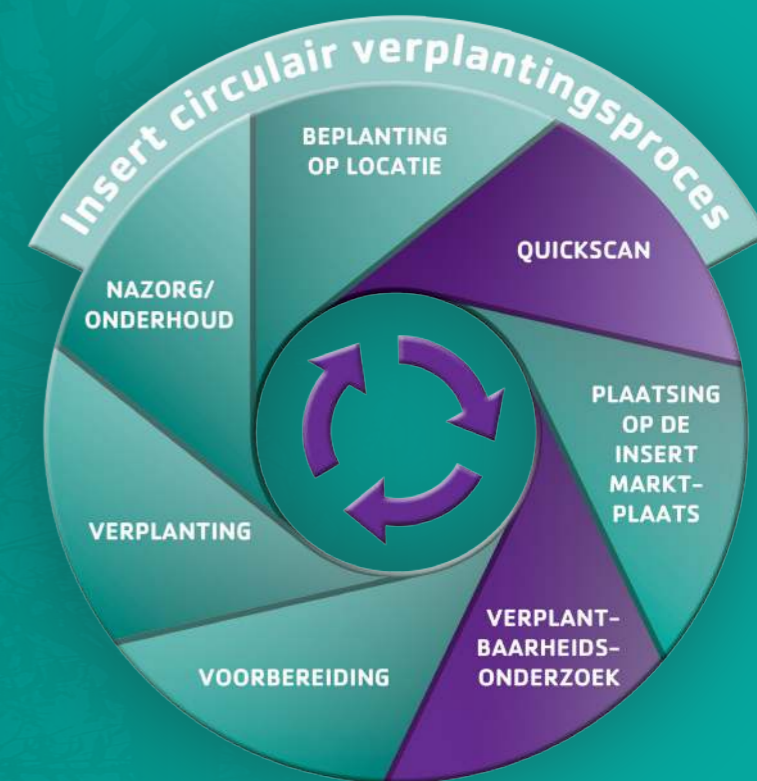 Insert circulair verplantingsproces
BEPLANTING
OP LOCATIE
QUICKSCAN
PLAATSING
OP DE
INSERT
MARKT-
PLAATS
VERPLANT-
BAARHEIDS-
ONDERZOEK
VOORBEREIDING
VERPLANTING
NAZORG/
ONDERHOUD